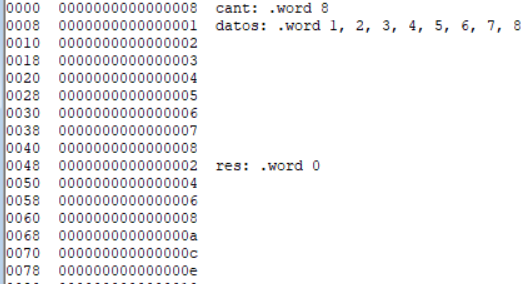 0000 0000000000000008 cant: .word 8
0008 0000000000000001 datos: .word 1, 2, 3, 4, 5, 6, 7, 8
0010 0000000000000002
0018 0000000000000003
0020 0000000000000004
0028 0000000000000005
0030 0000000000000006
0038 0000000000000007
0040 0000000000000008
0048 0000000000000002 res: .word 0
0050 0000000000000004
0058 0000000000000006
0060 0000000000000008
0068 000000000000000a
0070 000000000000000c
0078 000000000000000e